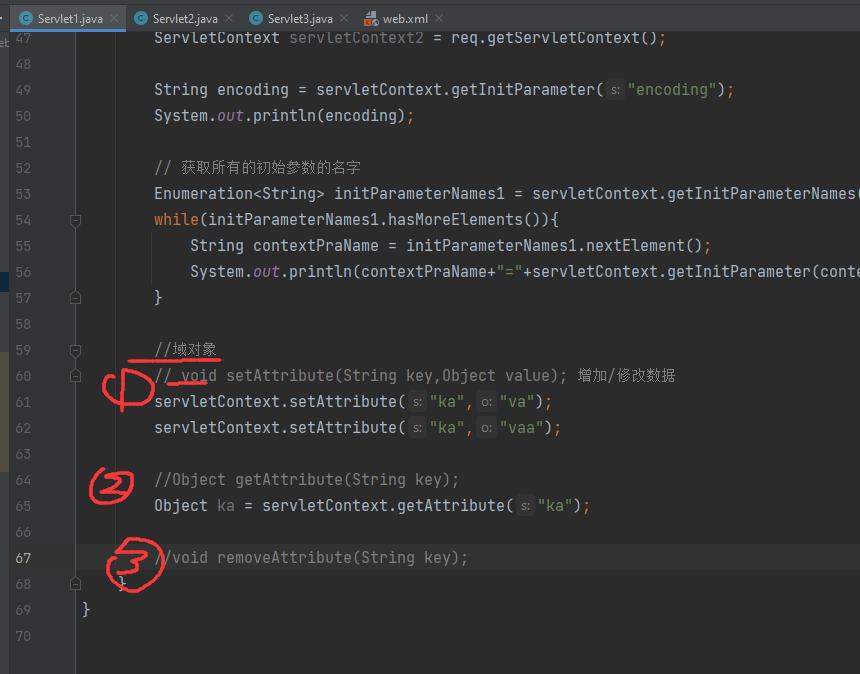 Servlet1.java Servlet2.java Servlet3.java web.xml
47 ServletContext servletContext2 = req.getServletContext();
48
49 String encoding = servletContext.getInitParameter( s: "encoding");
50 System.out.println(encoding);
51
52 // 获取所有的初始参数的名字
53 Enumeration<String> initParameterNames1 = servletContext.getInitParameterNames(
54 while(initParameterNames1.hasMoreElements()){
55 String contextPraName = initParameterNames1.nextElement();
56 System.out.println(contextPraName+"="+servletContext.getInitParameter(conte
57 }
58
59 //域对象
60 // void setAttribute(String key,Object value); 增加/修改数据
① 
61 servletContext.setAttribute( s: "ka", o: "va");
62 servletContext.setAttribute( s: "ka", o: "vaa");
63
64 //Object getAttribute(String key);
②
65 Object ka = servletContext.getAttribute( s: "ka");
66
67 //void removeAttribute(String key);
③
68 }
69 }
70